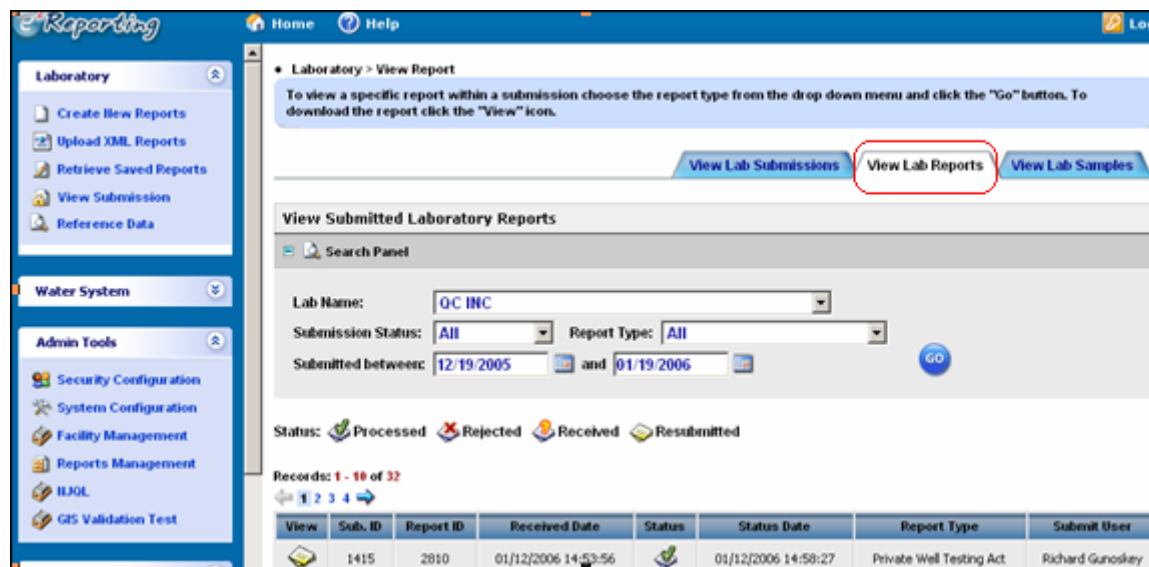 eReporting
Home Help
Laboratory
Create New Reports
Upload XML Reports
Retrieve Saved Reports
View Submission
Reference Data
Water System
Admin Tools
Security Configuration
System Configuration
Facility Management
Reports Management
NJOL
GIS Validation Test
• Laboratory > View Report
To view a specific report within a submission choose the report type from the drop down menu and click the "Go" button. To
download the report click the "View" icon.
View Lab Submissions View Lab Reports View Lab Samples
View Submitted Laboratory Reports
Search Panel
Lab Name: QC INC
Submission Status: All Report Type: All
Submitted between: 12/19/2005 and 01/19/2006
GO
Status: Processed Rejected Received Resubmitted
Records: 1 - 10 of 32
1 2 3 4
View Sub. ID Report ID Received Date Status Status Date Report Type Submit User
1415 2810 01/12/2006 14:53:56 01/12/2006 14:58:27 Private Well Testing Act Richard Gunoskey